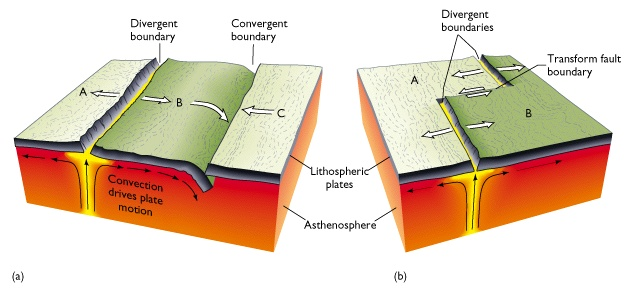 Divergent
boundary
Convergent
boundary
A
B
C
Convection
drives plate
motion
(a)
Lithospheric
plates
Asthenosphere
Divergent
boundaries
Transform fault
boundary
A
B
(b)